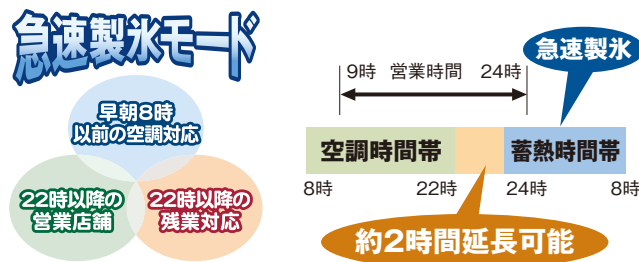 急速製氷モード
早朝8時
以前の空調対応
22時以降の
営業店舗
22時以降の
残業対応
急速製氷
9時 営業時間 24時
空調時間帯 蓄熱時間帯
8時 22時 24時 8時
約2時間延長可能